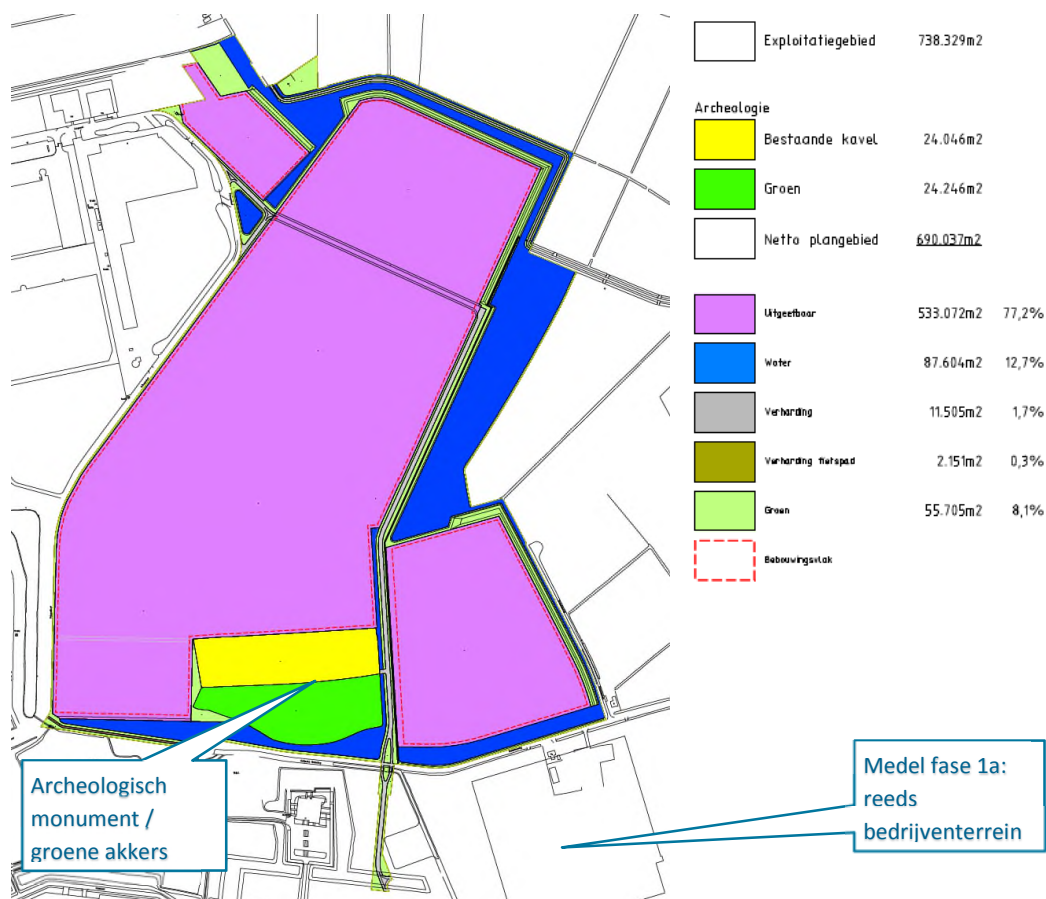 Exploitatiegebied 738.329m2
Archeologie
Bestaande kavel 24.046m2
Groen 24.246m2
Netto plangebied 690.037m2
Uitgeefbaar 533.072m2 77,2%
Water 87.604m2 12,7%
Verharding 11.505m2 1,7%
Verharding fietspad 2.151m2 0,3%
Groen 55.705m2 8,1%
Bebouwingsvlak
Archeologisch
monument /
groene akkers
Medel fase 1a:
reeds
bedrijventerrein